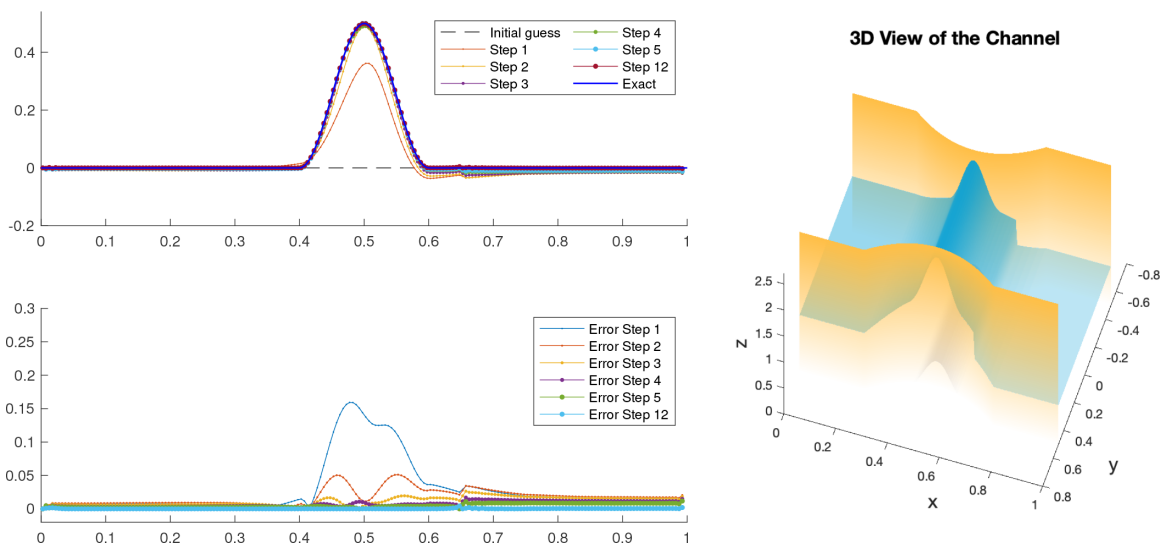 0.4
0.2
0
-0.2
0 0.1 0.2 0.3 0.4 0.5 0.6 0.7 0.8 0.9 1
Initial guess
Step 1
Step 2
Step 3
Step 4
Step 5
Step 12
Exact
0.3
0.25
0.2
0.15
0.1
0.05
0
0 0.1 0.2 0.3 0.4 0.5 0.6 0.7 0.8 0.9 1
Error Step 1
Error Step 2
Error Step 3
Error Step 4
Error Step 5
Error Step 12
3D View of the Channel
2.5
2
1.5
1
0.5
0
z
0 0.2 0.4 0.6 0.8 1
x
-0.8
-0.6
-0.4
-0.2
0
0.2
0.4
0.6
0.8
y